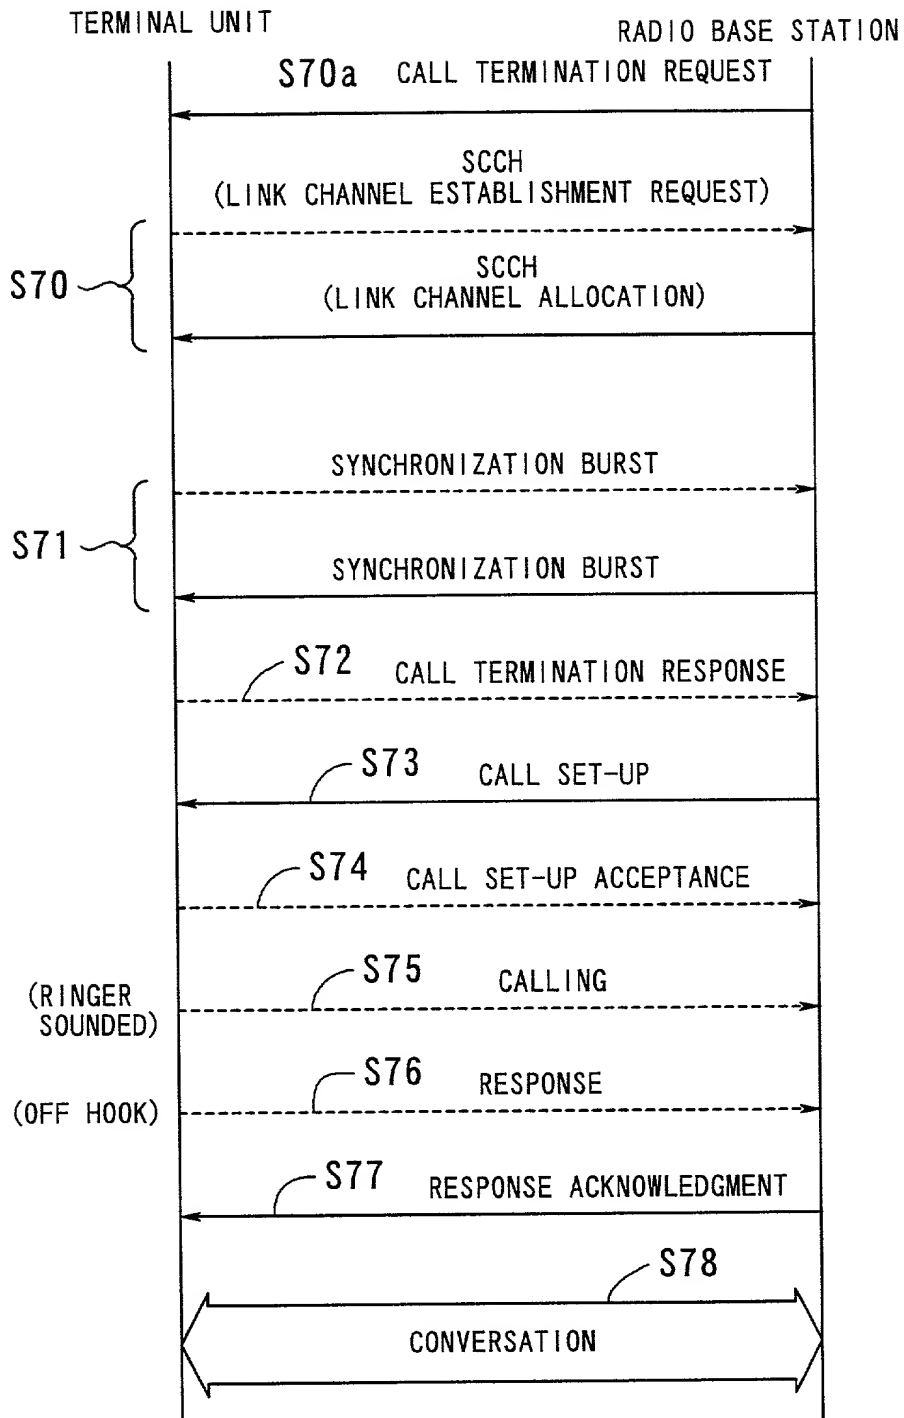 TERMINAL UNIT
RADIO BASE STATION
S70a CALL TERMINATION REQUEST
SCCH
(LINK CHANNEL ESTABLISHMENT REQUEST)
S70
SCCH
(LINK CHANNEL ALLOCATION)
SYNCHRONIZATION BURST
S71
SYNCHRONIZATION BURST
S72 CALL TERMINATION RESPONSE
S73 CALL SET-UP
S74 CALL SET-UP ACCEPTANCE
S75 CALLING
(RINGER
SOUNDED)
S76 RESPONSE
(OFF HOOK)
S77 RESPONSE ACKNOWLEDGMENT
S78
CONVERSATION